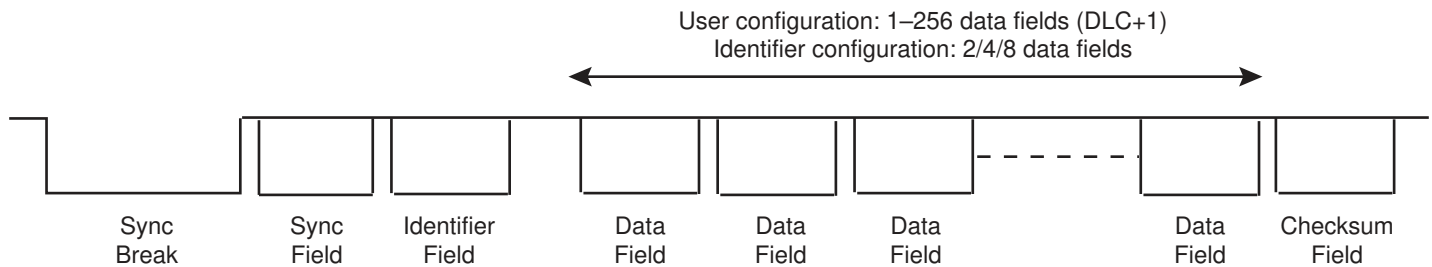 User configuration: 1–256 data fields (DLC+1)
Identifier configuration: 2/4/8 data fields
Sync
Break
Sync
Field
Identifier
Field
Data
Field
Data
Field
Data
Field
Data
Field
Checksum
Field